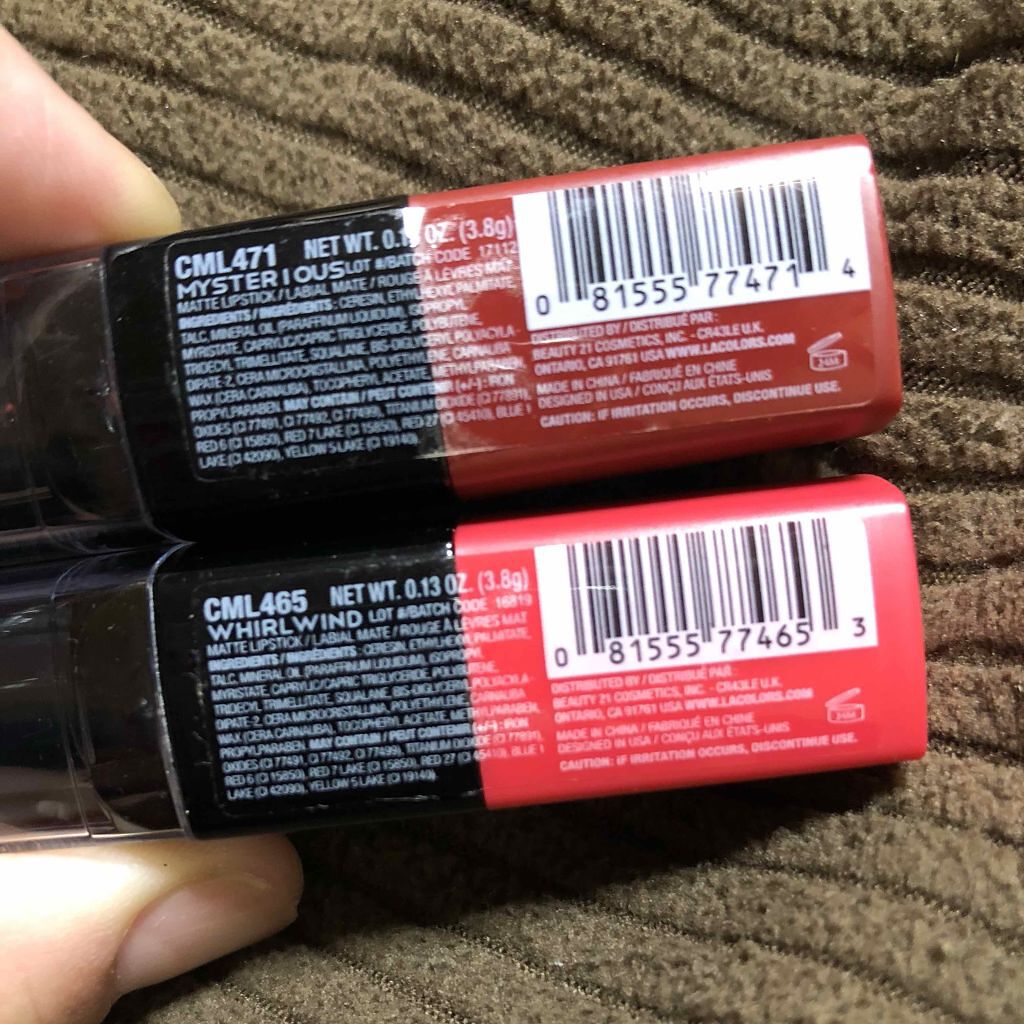 CML471 NET WT. 0.13 OZ. (3.8g)
MYSTERIOUS LOT #/BATCH CODE 17112
MATTE LIPSTICK / LABIAL MATE / ROUGE À LÈVRES MAT
INGREDIENTS / INGRÉDIENTS : CERESIN, ETHYLHEXYL PALMITATE,
TALC, MINERAL OIL (PARAFFINUM LIQUIDUM), ISOPROPYL
MYRISTATE, CAPRYLIC/CAPRIC TRIGLYCERIDE, POLYBUTENE,
TRIDECYL TRIMELLITATE, SQUALANE, BIS-DIGLYCERYL POLYACYLA-
DIPATE-2, CERA MICROCRISTALLINA, POLYETHYLENE, CARNAUBA
WAX (CERA CARNAUBA), TOCOPHERYL ACETATE, METHYLPARABEN,
PROPYLPARABEN. MAY CONTAIN / PEUT CONTENIR (+/-) : IRON
OXIDES (CI 77491, CI 77492, CI 77499), TITANIUM DIOXIDE (CI 77891),
RED 6 (CI 15850), RED 7 LAKE (CI 15850), RED 27 (CI 45410), BLUE 1
LAKE (CI 42090), YELLOW 5 LAKE (CI 19140)
0 81555 77471 4
DISTRIBUTED BY / DISTRIBUÉ PAR :
BEAUTY 21 COSMETICS, INC. - CR43LE U.K.
ONTARIO, CA 91761 USA WWW.LACOLORS.COM
MADE IN CHINA / FABRIQUÉ EN CHINE
DESIGNED IN USA / CONÇU AUX ÉTATS-UNIS
CAUTION: IF IRRITATION OCCURS, DISCONTINUE USE.
24M
CML465 NET WT. 0.13 OZ. (3.8g)
WHIRLWIND LOT #/BATCH CODE 16819
MATTE LIPSTICK / LABIAL MATE / ROUGE À LÈVRES MAT
INGREDIENTS / INGRÉDIENTS : CERESIN, ETHYLHEXYL PALMITATE,
TALC, MINERAL OIL (PARAFFINUM LIQUIDUM), ISOPROPYL
MYRISTATE, CAPRYLIC/CAPRIC TRIGLYCERIDE, POLYBUTENE,
TRIDECYL TRIMELLITATE, SQUALANE, BIS-DIGLYCERYL POLYACYLA-
DIPATE-2, CERA MICROCRISTALLINA, POLYETHYLENE, CARNAUBA
WAX (CERA CARNAUBA), TOCOPHERYL ACETATE, METHYLPARABEN,
PROPYLPARABEN. MAY CONTAIN / PEUT CONTENIR (+/-) : IRON
OXIDES (CI 77491, CI 77492, CI 77499), TITANIUM DIOXIDE (CI 77891),
RED 6 (CI 15850), RED 7 LAKE (CI 15850), RED 27 (CI 45410), BLUE 1
LAKE (CI 42090), YELLOW 5 LAKE (CI 19140)
0 81555 77465 3
DISTRIBUTED BY / DISTRIBUÉ PAR :
BEAUTY 21 COSMETICS, INC. - CR43LE U.K.
ONTARIO, CA 91761 USA WWW.LACOLORS.COM
MADE IN CHINA / FABRIQUÉ EN CHINE
DESIGNED IN USA / CONÇU AUX ÉTATS-UNIS
CAUTION: IF IRRITATION OCCURS, DISCONTINUE USE.
24M